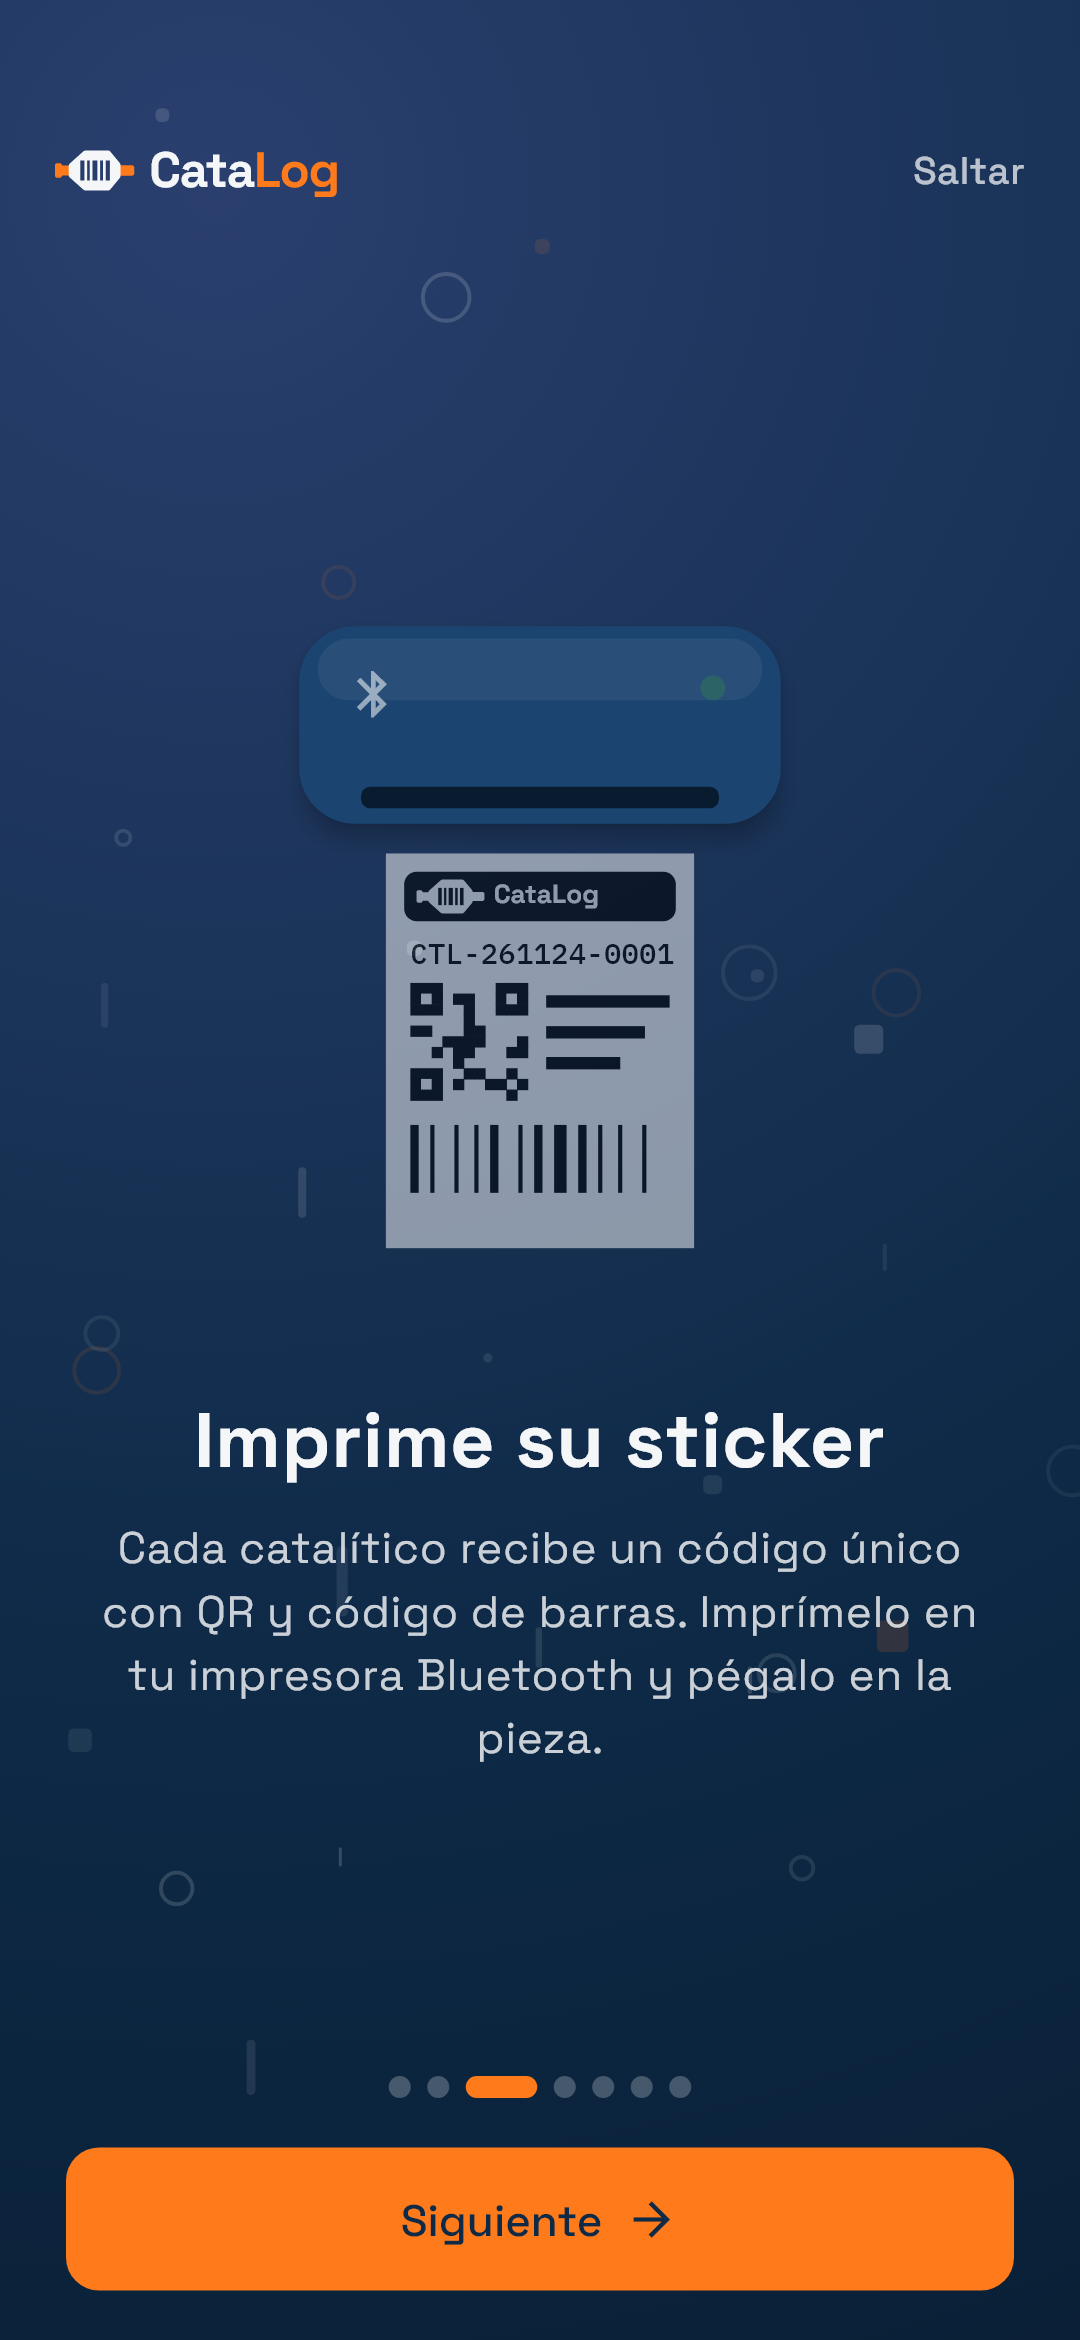 CataLog
Saltar
CataLog
CTL-261124-0001
Imprime su sticker
Cada catalítico recibe un código único
con QR y código de barras. Imprímelo en
tu impresora Bluetooth y pégalo en la
pieza.
Siguiente →